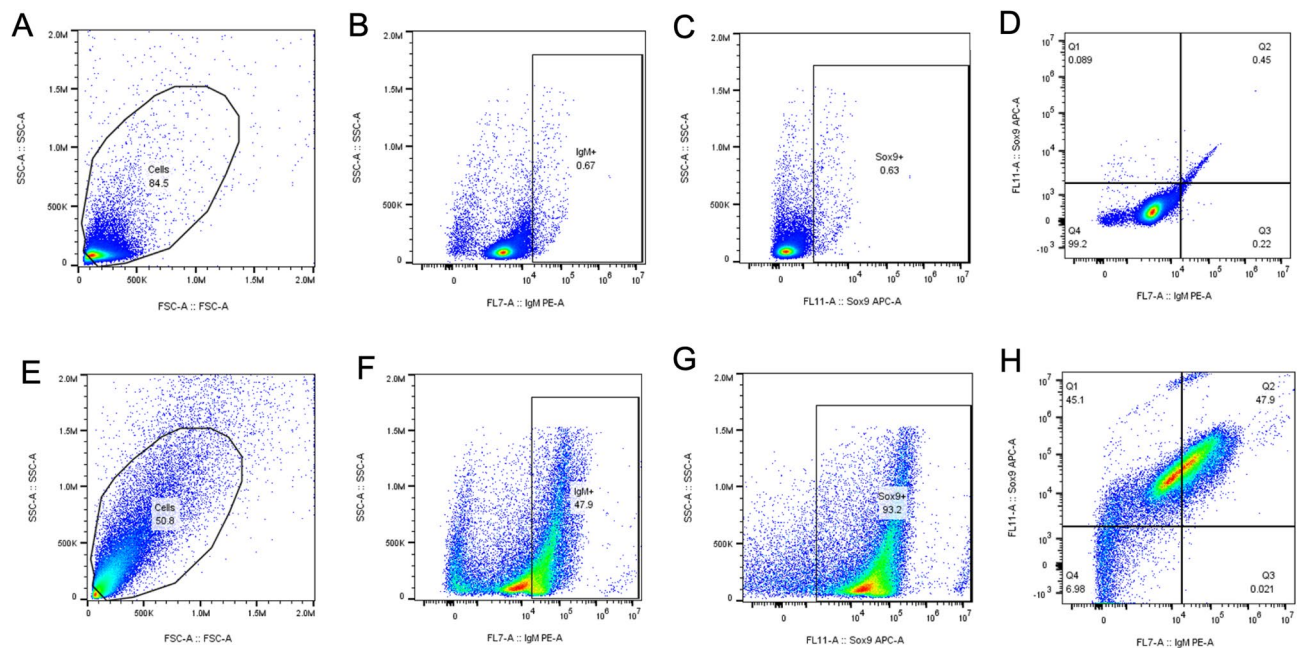 A
B
C
D
2.0M
1.5M
1.0M
500K
0
SSC-A :: SSC-A
Cells
84.5
0
500K
1.0M
1.5M
2.0M
FSC-A :: FSC-A
2.0M
1.5M
1.0M
500K
0
SSC-A :: SSC-A
IgM+
0.67
0
10^4
10^5
10^6
10^7
FL7-A :: IgM PE-A
2.0M
1.5M
1.0M
500K
0
SSC-A :: SSC-A
Sox9+
0.63
0
10^3
10^4
10^5
10^6
10^7
FL11-A :: Sox9 APC-A
10^7
10^6
10^5
10^4
10^3
0
-10^3
FL11-A :: Sox9 APC-A
Q1
0.089
Q2
0.45
Q4
99.2
Q3
0.22
0
10^4
10^5
10^6
10^7
FL7-A :: IgM PE-A
E
F
G
H
2.0M
1.5M
1.0M
500K
0
SSC-A :: SSC-A
Cells
50.8
0
500K
1.0M
1.5M
2.0M
FSC-A :: FSC-A
2.0M
1.5M
1.0M
500K
0
SSC-A :: SSC-A
IgM+
47.9
0
10^4
10^5
10^6
10^7
FL7-A :: IgM PE-A
2.0M
1.5M
1.0M
500K
0
SSC-A :: SSC-A
Sox9+
93.2
0
10^3
10^4
10^5
10^6
10^7
FL11-A :: Sox9 APC-A
10^7
10^6
10^5
10^4
10^3
0
-10^3
FL11-A :: Sox9 APC-A
Q1
45.1
Q2
47.9
Q4
6.98
Q3
0.021
0
10^4
10^5
10^6
10^7
FL7-A :: IgM PE-A